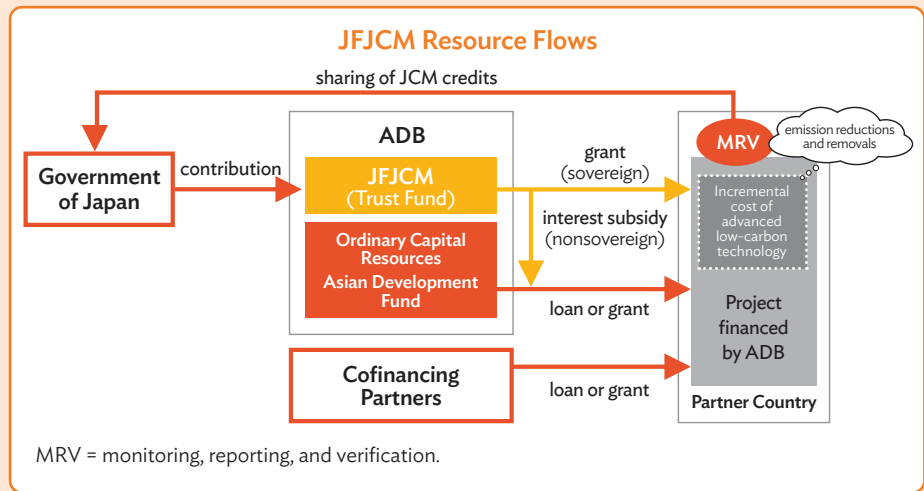 JFJCM Resource Flows
sharing of JCM credits
ADB
MRV
emission reductions
and removals
Government
of Japan
contribution
JFJCM
(Trust Fund)
grant
(sovereign)
interest subsidy
(nonsovereign)
Incremental
cost of
advanced
low-carbon
technology
Ordinary Capital
Resources
Asian Development
Fund
loan or grant
Project
financed
by ADB
Cofinancing
Partners
loan or grant
Partner Country
MRV = monitoring, reporting, and verification.